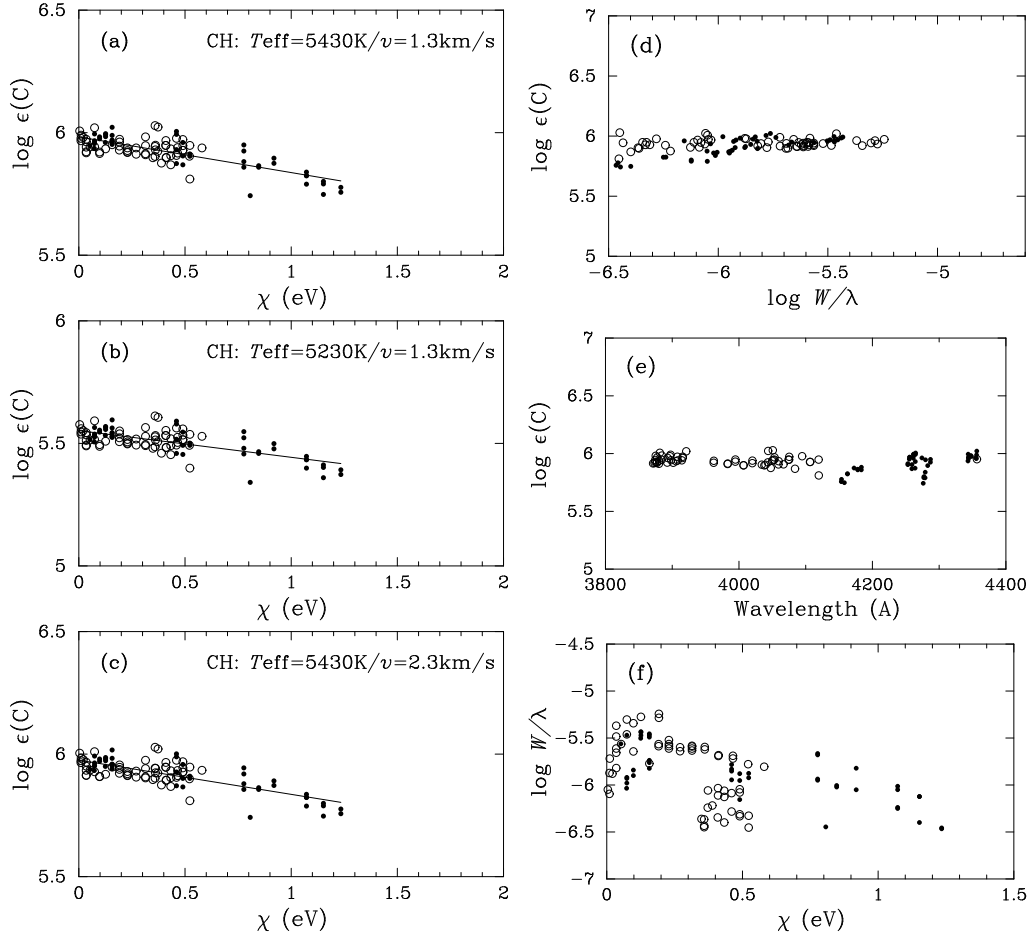 (a) CH: Teff=5430K/υ=1.3km/s
6.5
6
5.5
log ϵ(C)
0 0.5 1 1.5 2
χ (eV)
(b) CH: Teff=5230K/υ=1.3km/s
6
5.5
5
log ϵ(C)
0 0.5 1 1.5 2
χ (eV)
(c) CH: Teff=5430K/υ=2.3km/s
6.5
6
5.5
log ϵ(C)
0 0.5 1 1.5 2
χ (eV)
(d)
7
6.5
6
5.5
5
log ϵ(C)
−6.5 −6 −5.5 −5
log W/λ
(e)
7
6.5
6
5.5
5
log ϵ(C)
3800 4000 4200 4400
Wavelength (A)
(f)
−4.5
−5
−5.5
−6
−6.5
−7
log W/λ
0 0.5 1 1.5
χ (eV)